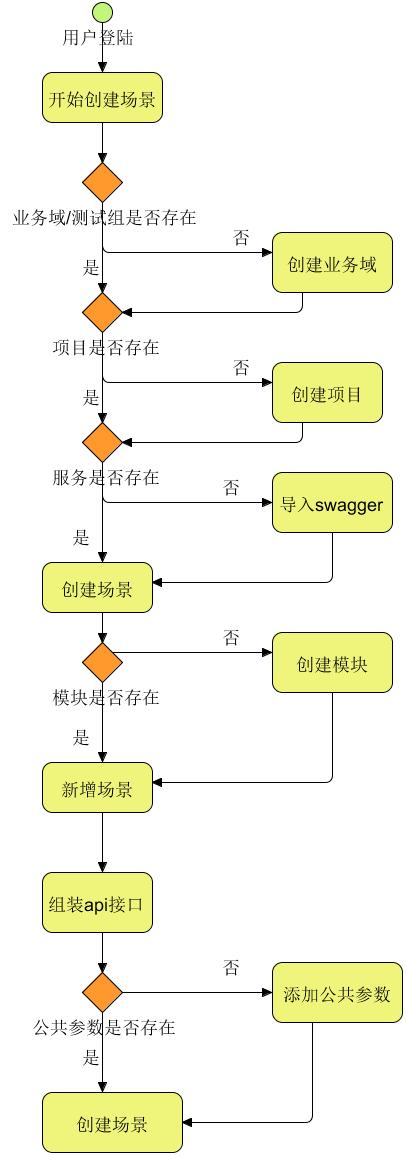 用户登陆
开始创建场景
业务域/测试组是否存在
否
创建业务域
是
项目是否存在
否
创建项目
是
服务是否存在
否
导入swagger
是
创建场景
否
创建模块
模块是否存在
是
新增场景
组装api接口
否
添加公共参数
公共参数是否存在
是
创建场景